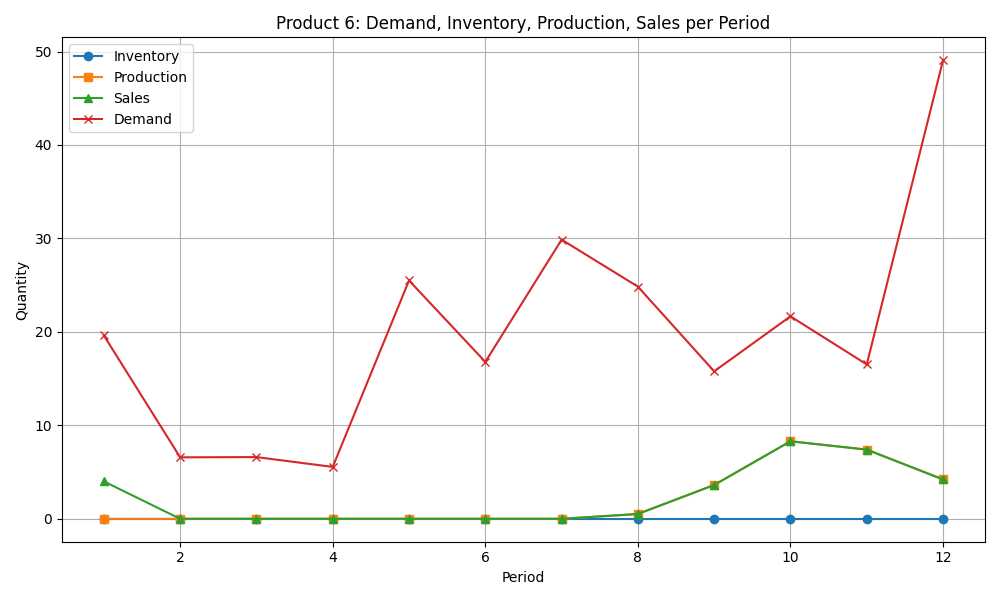 Product 6: Demand, Inventory, Production, Sales per Period
Inventory
Production
Sales
Demand
Quantity
50
40
30
20
10
0
2 4 6 8 10 12
Period